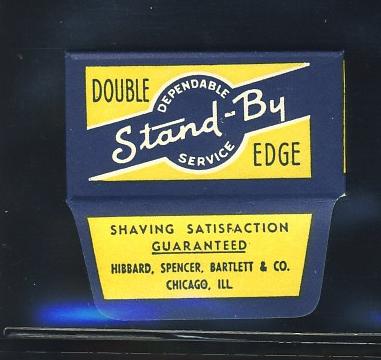 DOUBLE
DEPENDABLE
Stand-By
SERVICE
EDGE
SHAVING SATISFACTION
GUARANTEED
HIBBARD, SPENCER, BARTLETT & CO.
CHICAGO, ILL.